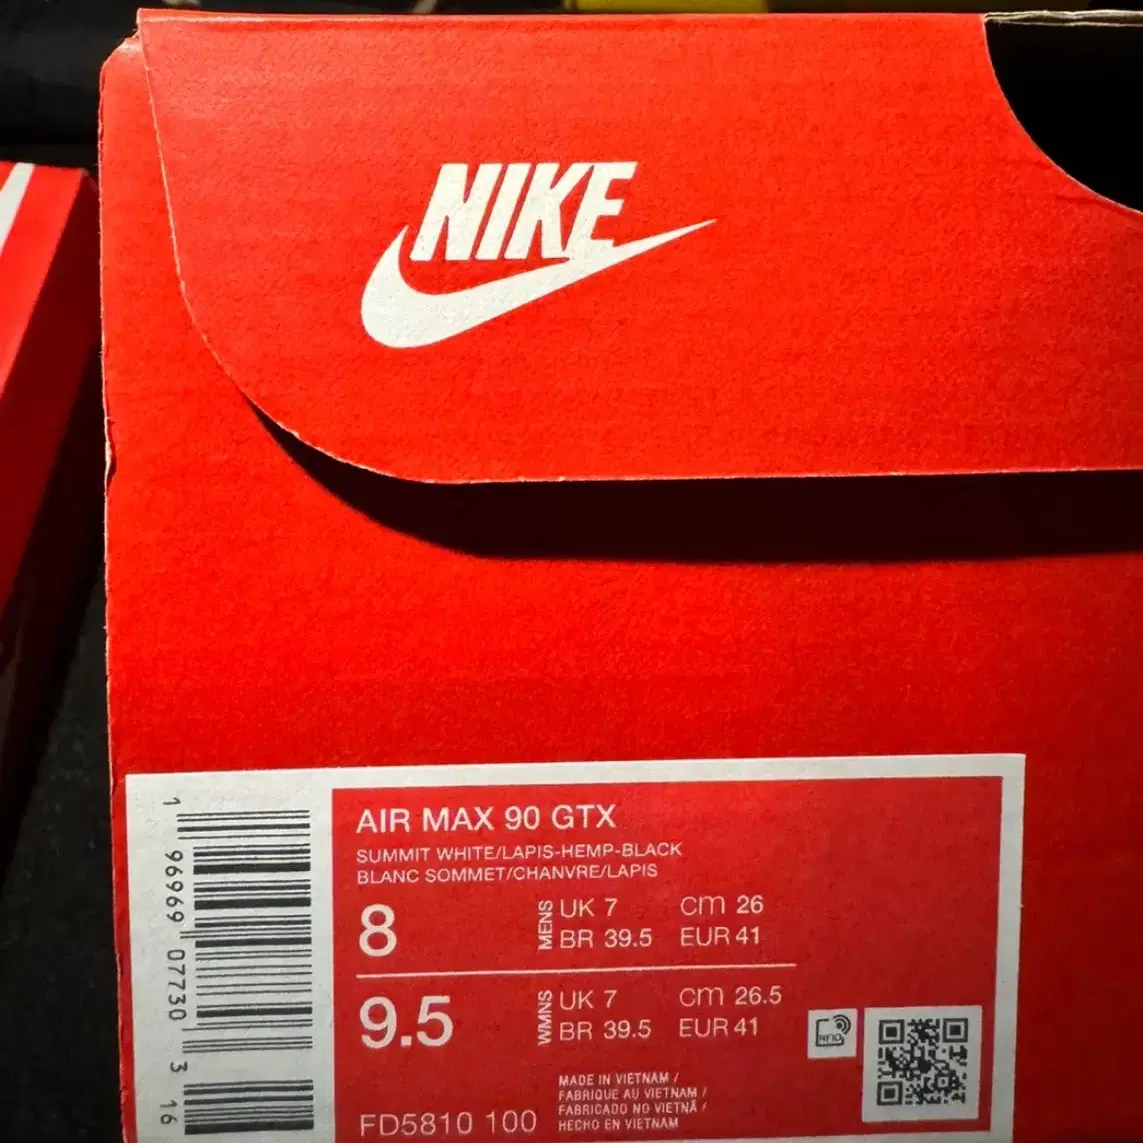 NIKE
AIR MAX 90 GTX
SUMMIT WHITE/LAPIS-HEMP-BLACK
BLANC SOMMET/CHANVRE/LAPIS
8
MENS
UK 7 cm 26
BR 39.5 EUR 41
9.5
WMNS
UK 7 cm 26.5
BR 39.5 EUR 41
RFID
MADE IN VIETNAM /
FABRIQUE AU VIETNAM /
FABRICADO NO VIETNÃ /
HECHO EN VIETNAM
FD5810 100
1 96969 07730 3 16